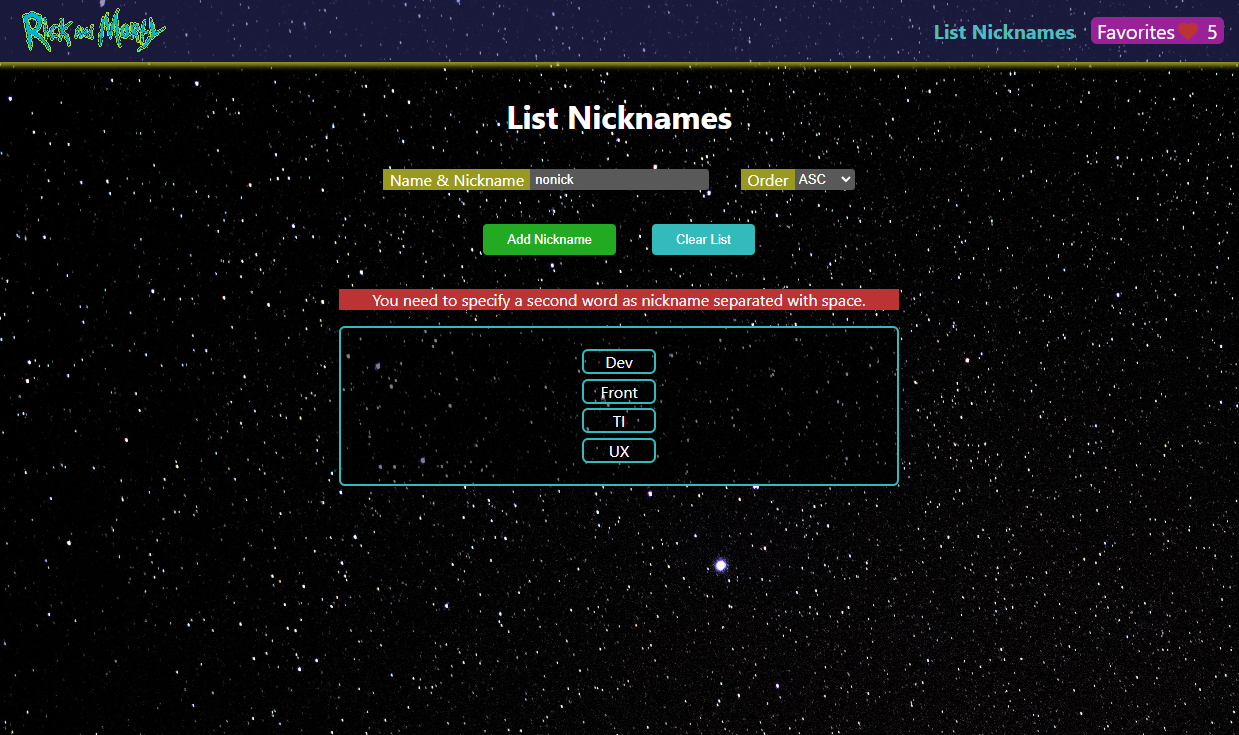 Rick and Morty
List Nicknames
Favorites 5
List Nicknames
Name & Nickname nonick Order ASC
Add Nickname Clear List
You need to specify a second word as nickname separated with space.
Dev
Front
TI
UX